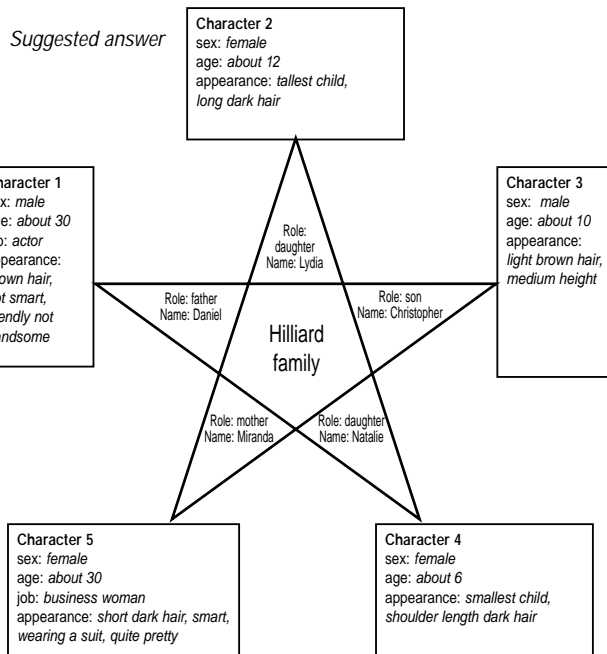 Suggested answer
Character 2
sex: female
age: about 12
appearance: tallest child,
long dark hair
male
about 30
actor
not smart,
Character 3
sex: male
age: about 10
appearance:
light brown hair,
medium height
Role:
daughter
Name: Lydia
Role: father
Name: Daniel
Role: son
Name: Christopher
Hilliard
family
Role: mother
Name: Miranda
Role: daughter
Name: Natalie
Character 5
sex: female
age: about 30
job: business woman
appearance: short dark hair, smart,
wearing a suit, quite pretty
Character 4
sex: female
age: about 6
appearance: smallest child,
shoulder length dark hair